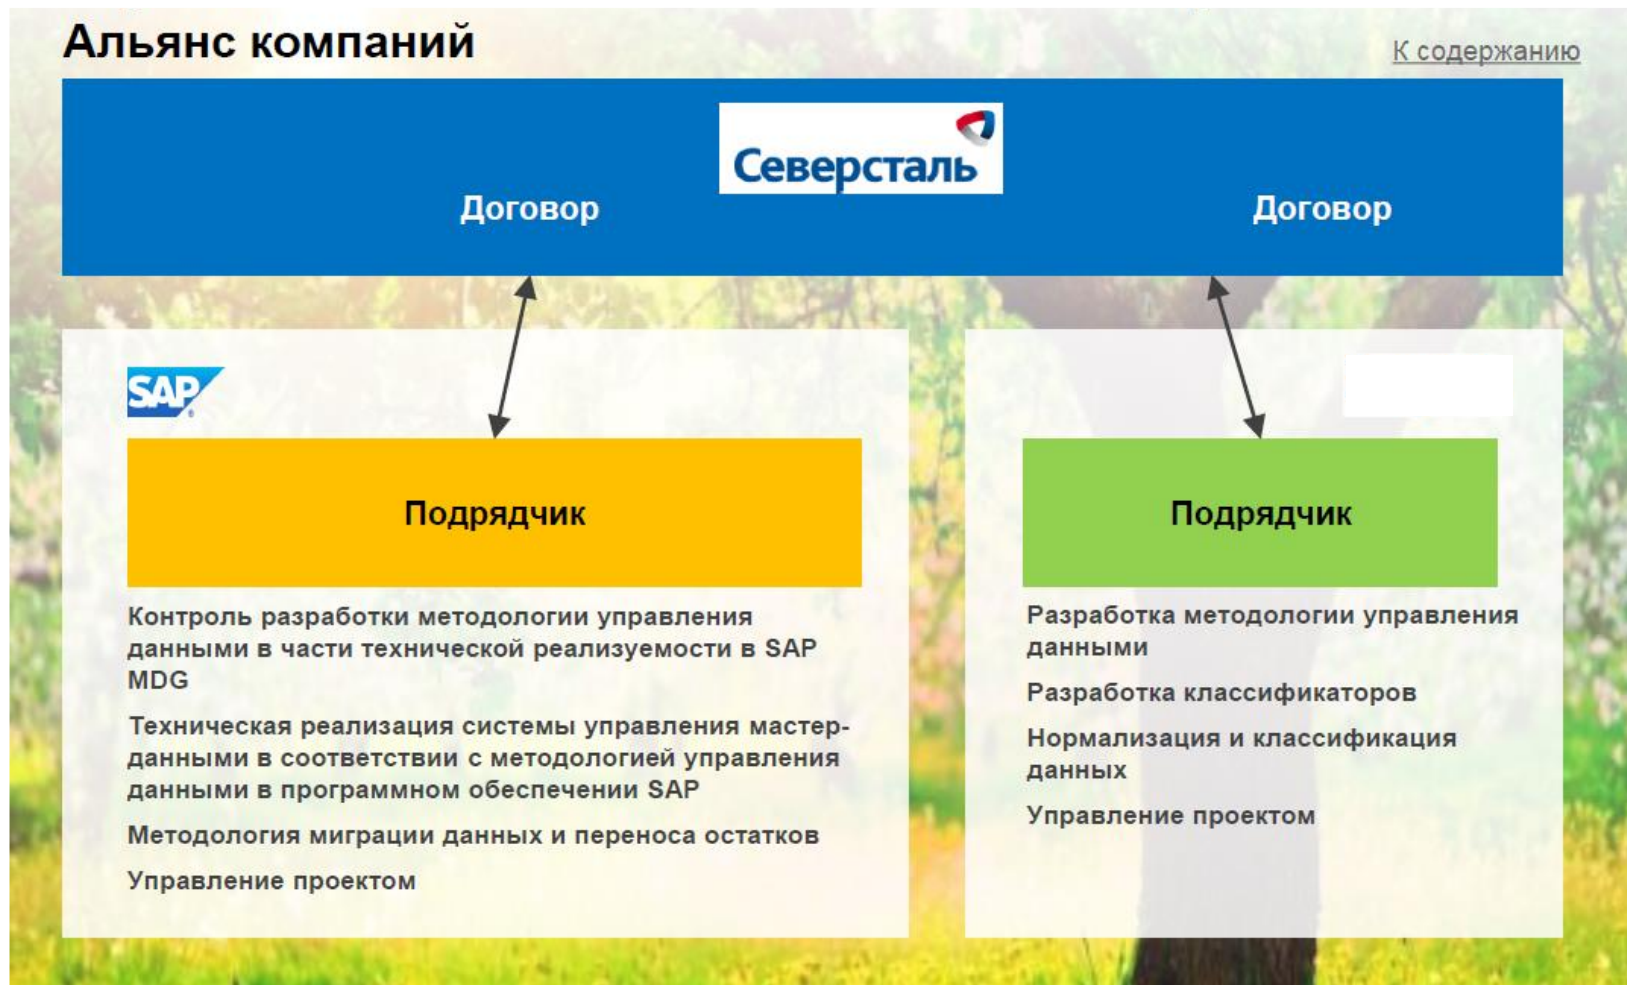 Альянс компаний
К содержанию
Северсталь
Договор
Договор
SAP
®
Подрядчик
Контроль разработки методологии управления
данными в части технической реализуемости в SAP
MDG
Техническая реализация системы управления мастер-
данными в соответствии с методологией управления
данными в программном обеспечении SAP
Методология миграции данных и переноса остатков
Управление проектом
Подрядчик
Разработка методологии управления
данными
Разработка классификаторов
Нормализация и классификация
данных
Управление проектом